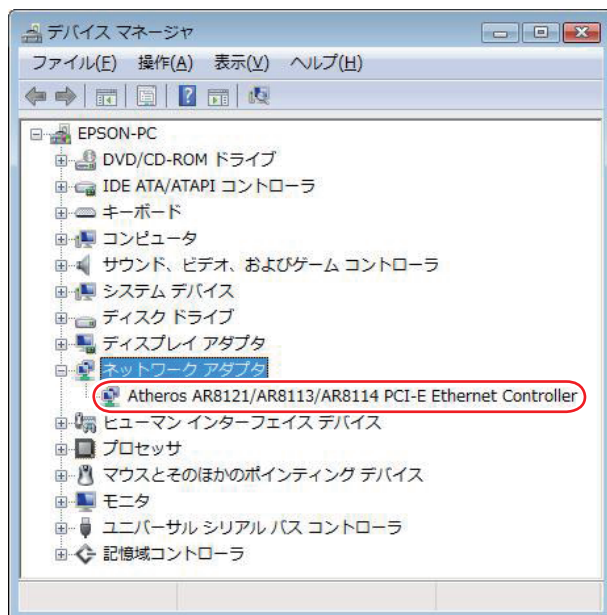 デバイス マネージャ
ファイル(F) 操作(A) 表示(V) ヘルプ(H)
EPSON-PC
DVD/CD-ROM ドライブ
IDE ATA/ATAPI コントローラ
キーボード
コンピュータ
サウンド、ビデオ、およびゲーム コントローラ
システム デバイス
ディスク ドライブ
ディスプレイ アダプタ
ネットワーク アダプタ
Atheros AR8121/AR8113/AR8114 PCI-E Ethernet Controller
ヒューマン インターフェイス デバイス
プロセッサ
マウスとそのほかのポインティング デバイス
モニタ
ユニバーサル シリアル バス コントローラ
記憶域コントローラ